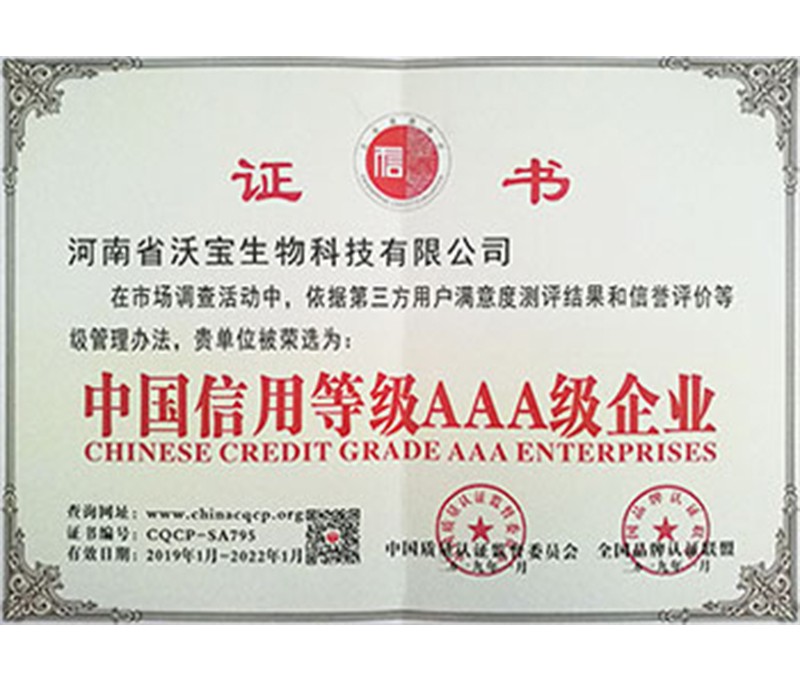 证 信 书
河南省沃宝生物科技有限公司
在市场调查活动中，依据第三方用户满意度测评结果和信誉评价等
级管理办法，贵单位被荣选为：
中国信用等级AAA级企业
CHINESE CREDIT GRADE AAA ENTERPRISES
查询网址：www.chinacqcp.org
证书编号：CQCP-SA795
有效日期：2019年1月-2022年1月
中国质量认证监督委员会 全国品牌认证联盟